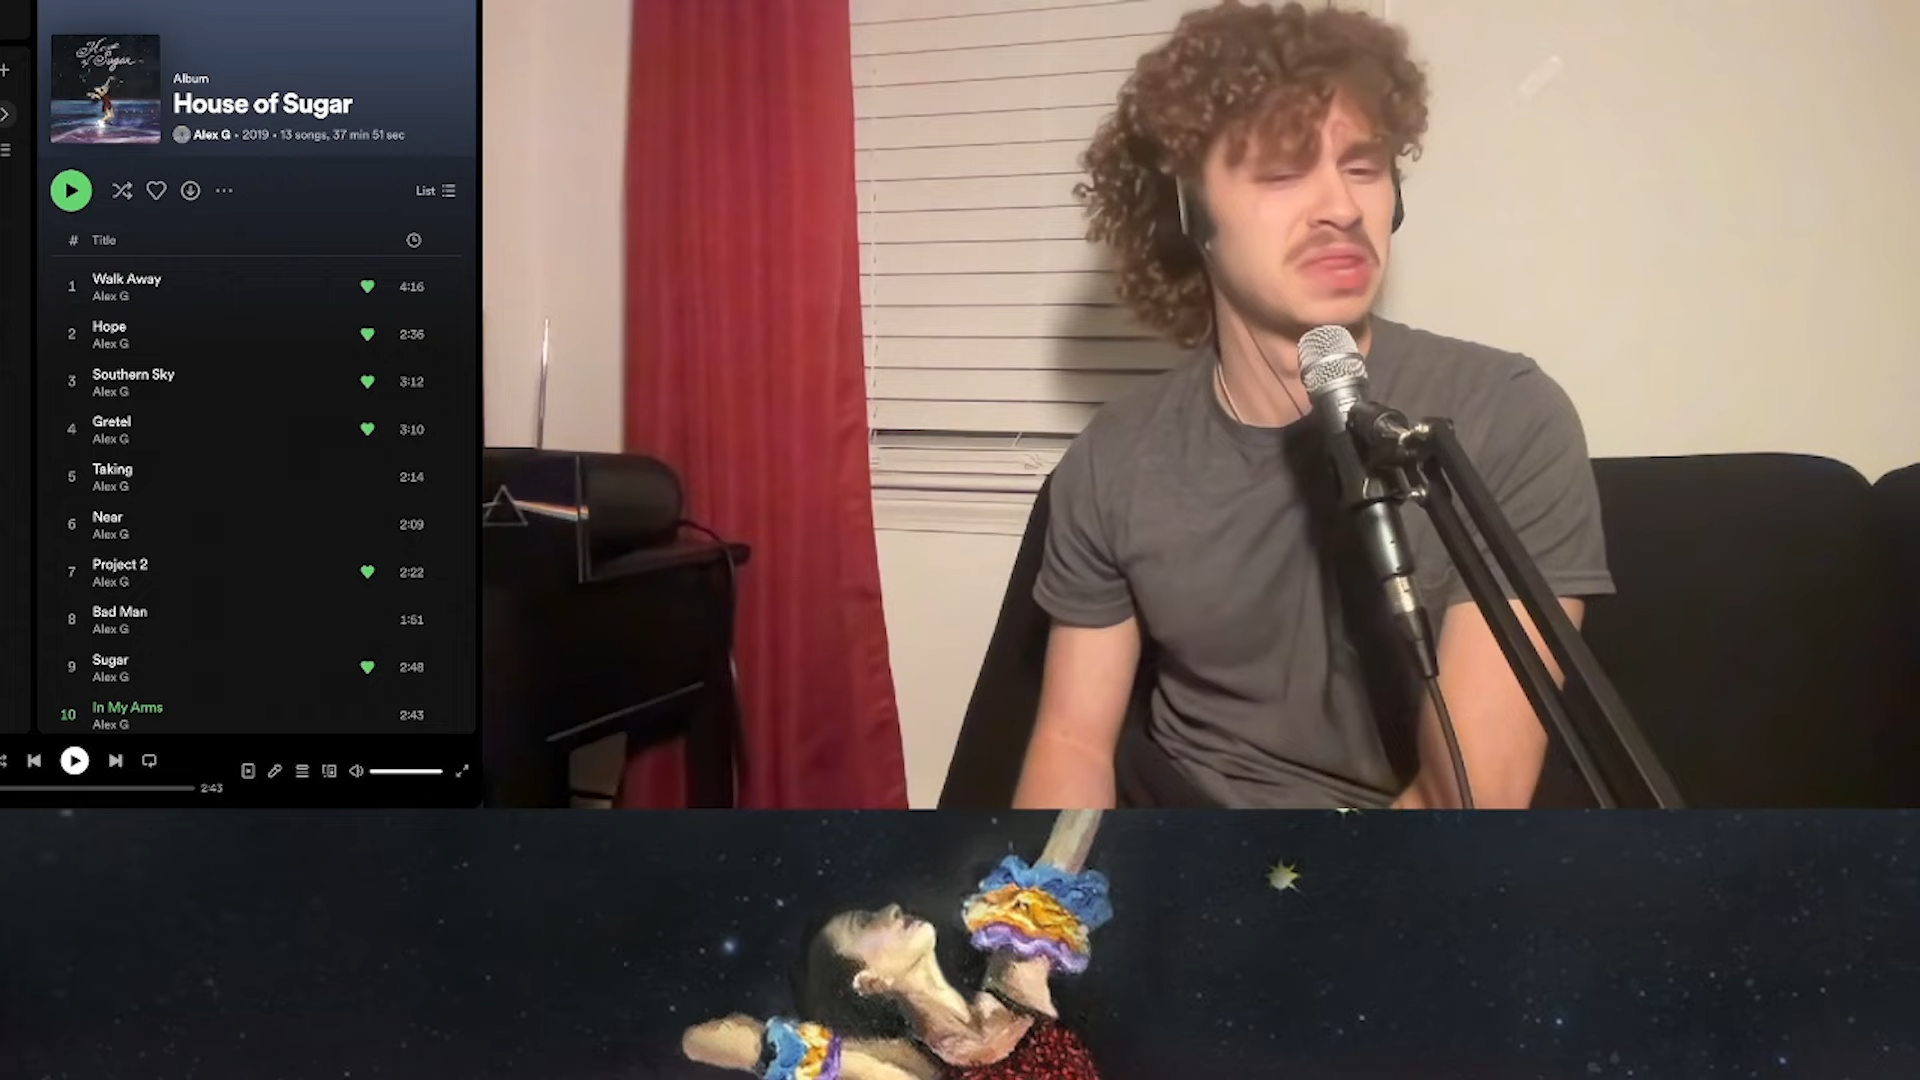 House
of Sugar
Album
House of Sugar
Alex G • 2019 • 13 songs, 37 min 51 sec
List
# Title
1 Walk Away 4:16
Alex G
2 Hope 2:36
Alex G
3 Southern Sky 3:12
Alex G
4 Gretel 3:10
Alex G
5 Taking 2:14
Alex G
6 Near 2:09
Alex G
7 Project 2 2:22
Alex G
8 Bad Man 1:51
Alex G
9 Sugar 2:48
Alex G
10 In My Arms 2:43
Alex G
2:43